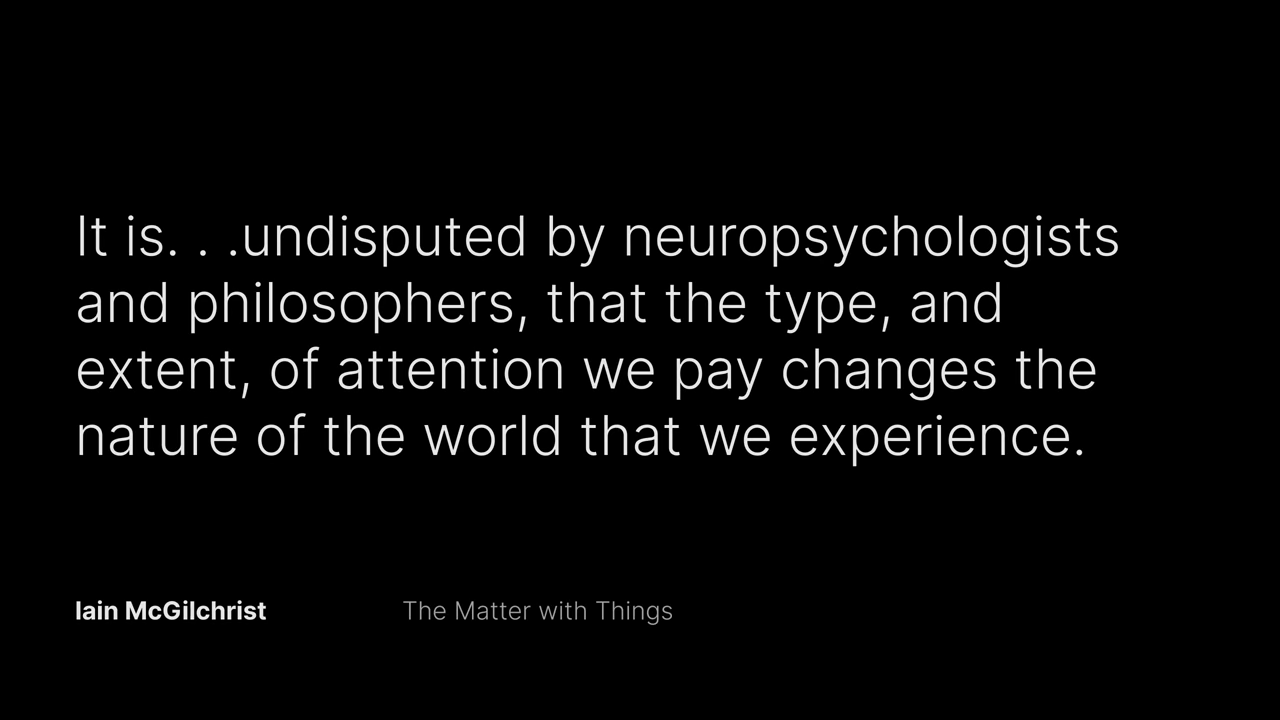 It is. . .undisputed by neuropsychologists
and philosophers, that the type, and
extent, of attention we pay changes the
nature of the world that we experience.
Iain McGilchrist The Matter with Things